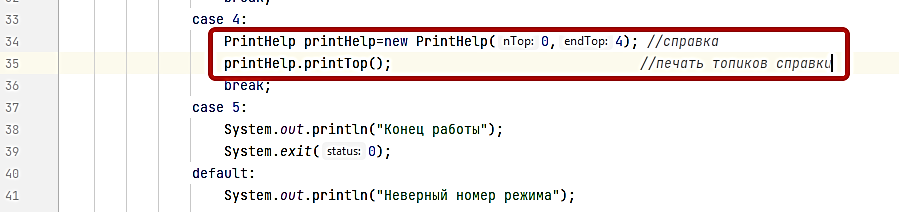 33 case 4:
34 PrintHelp printHelp=new PrintHelp( nTop: 0, endTop: 4); //справка
35 printHelp.printTop(); //печать топиков справки
36 break;
37 case 5:
38 System.out.println("Конец работы");
39 System.exit( status: 0);
40 default:
41 System.out.println("Неверный номер режима");